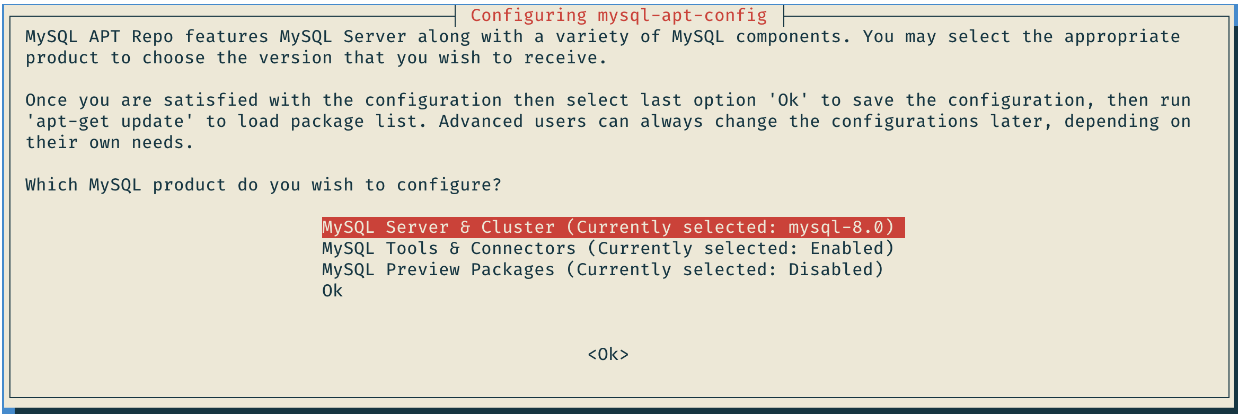 Configuring mysql-apt-config
MySQL APT Repo features MySQL Server along with a variety of MySQL components. You may select the appropriate
product to choose the version that you wish to receive.
Once you are satisfied with the configuration then select last option 'Ok' to save the configuration, then run
'apt-get update' to load package list. Advanced users can always change the configurations later, depending on
their own needs.
Which MySQL product do you wish to configure?
MySQL Server & Cluster (Currently selected: mysql-8.0)
MySQL Tools & Connectors (Currently selected: Enabled)
MySQL Preview Packages (Currently selected: Disabled)
Ok
<Ok>